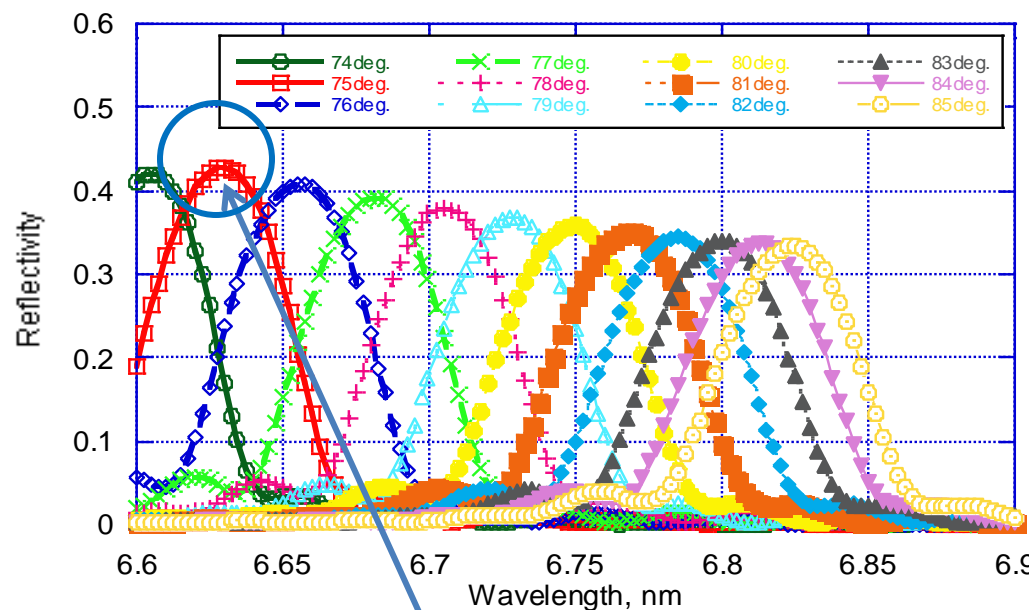 0.6
0.5
0.4
0.3
0.2
0.1
0
Reflectivity
74deg. 77deg. 80deg. 83deg.
75deg. 78deg. 81deg. 84deg.
76deg. 79deg. 82deg. 85deg.
6.6 6.65 6.7 6.75 6.8 6.85 6.9
Wavelength, nm